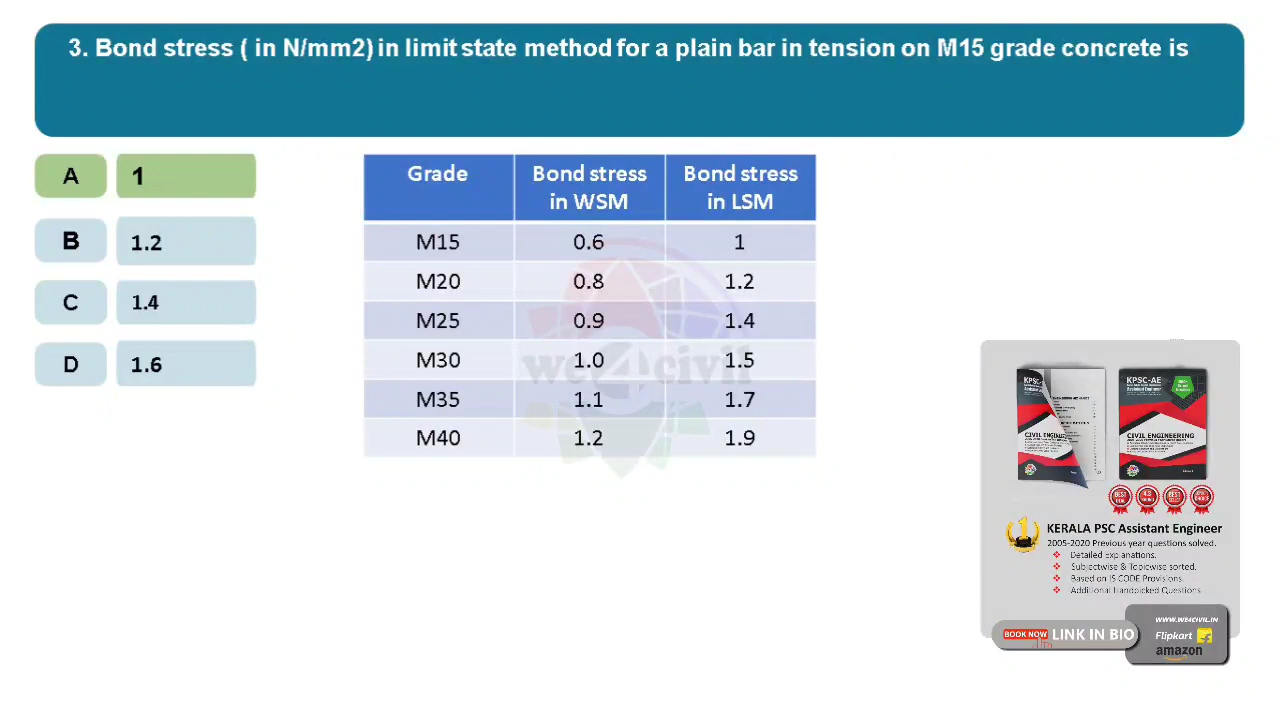 3. Bond stress ( in N/mm2) in limit state method for a plain bar in tension on M15 grade concrete is
A 1
B 1.2
C 1.4
D 1.6
Grade Bond stress in WSM Bond stress in LSM
M15 0.6 1
M20 0.8 1.2
M25 0.9 1.4
M30 1.0 1.5
M35 1.1 1.7
M40 1.2 1.9
we4civil
KPSC-AE
CIVIL ENGINEERING
KERALA PSC Assistant Engineer
2005-2020 Previous year questions solved.
Detailed Explanations.
Subjectwise & Topicwise sorted.
Based on IS CODE Provisions.
Additional Handpicked Questions
BOOK NOW LINK IN BIO
WWW.WE4CIVIL.IN
Flipkart
amazon